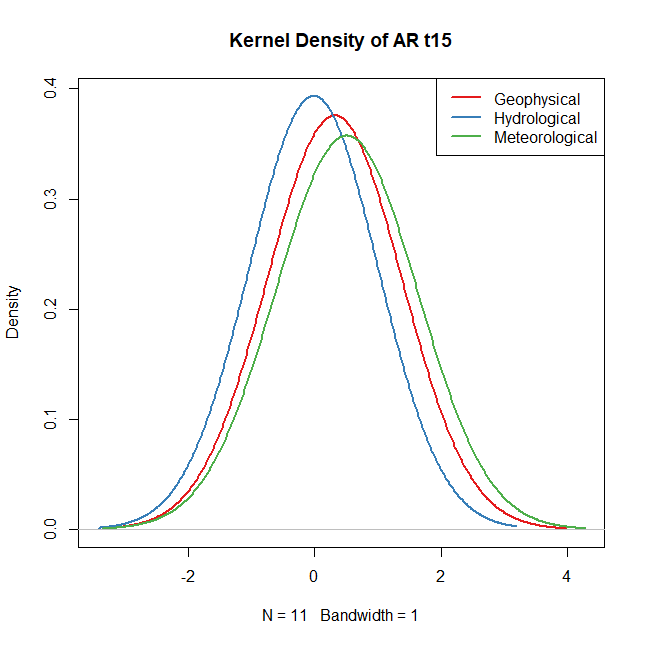 Kernel Density of AR t15
Geophysical
Hydrological
Meteorological
Density
0.4
0.3
0.2
0.1
0.0
-2 0 2 4
N = 11 Bandwidth = 1